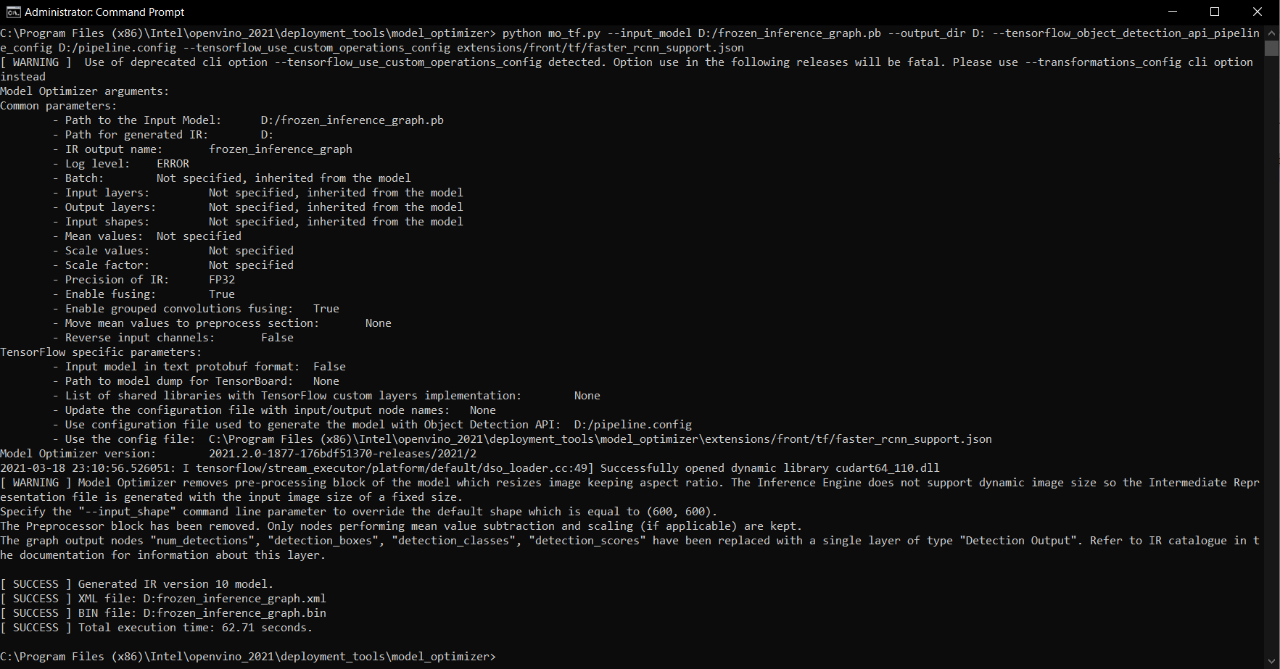 Administrator: Command Prompt
C:\Program Files (x86)\Intel\openvino_2021\deployment_tools\model_optimizer> python mo_tf.py --input_model D:/frozen_inference_graph.pb --output_dir D: --tensorflow_object_detection_api_pipelin
e_config D:/pipeline.config --tensorflow_use_custom_operations_config extensions/front/tf/faster_rcnn_support.json
[ WARNING ]  Use of deprecated cli option --tensorflow_use_custom_operations_config detected. Option use in the following releases will be fatal. Please use --transformations_config cli option
instead
Model Optimizer arguments:
Common parameters:
- Path to the Input Model: D:/frozen_inference_graph.pb
- Path for generated IR: D:
- IR output name: frozen_inference_graph
- Log level: ERROR
- Batch: Not specified, inherited from the model
- Input layers: Not specified, inherited from the model
- Output layers: Not specified, inherited from the model
- Input shapes: Not specified, inherited from the model
- Mean values: Not specified
- Scale values: Not specified
- Scale factor: Not specified
- Precision of IR: FP32
- Enable fusing: True
- Enable grouped convolutions fusing: True
- Move mean values to preprocess section: None
- Reverse input channels: False
TensorFlow specific parameters:
- Input model in text protobuf format: False
- Path to model dump for TensorBoard: None
- List of shared libraries with TensorFlow custom layers implementation: None
- Update the configuration file with input/output node names: None
- Use configuration file used to generate the model with Object Detection API: D:/pipeline.config
- Use the config file: C:\Program Files (x86)\Intel\openvino_2021\deployment_tools\model_optimizer\extensions/front/tf/faster_rcnn_support.json
Model Optimizer version: 2021.2.0-1877-176bdf51370-releases/2021/2
2021-03-18 23:10:56.526051: I tensorflow/stream_executor/platform/default/dso_loader.cc:49] Successfully opened dynamic library cudart64_110.dll
[ WARNING ] Model Optimizer removes pre-processing block of the model which resizes image keeping aspect ratio. The Inference Engine does not support dynamic image size so the Intermediate Repr
esentation file is generated with the input image size of a fixed size.
Specify the "--input_shape" command line parameter to override the default shape which is equal to (600, 600).
The Preprocessor block has been removed. Only nodes performing mean value subtraction and scaling (if applicable) are kept.
The graph output nodes "num_detections", "detection_boxes", "detection_classes", "detection_scores" have been replaced with a single layer of type "Detection Output". Refer to IR catalogue in t
he documentation for information about this layer.
[ SUCCESS ] Generated IR version 10 model.
[ SUCCESS ] XML file: D:frozen_inference_graph.xml
[ SUCCESS ] BIN file: D:frozen_inference_graph.bin
[ SUCCESS ] Total execution time: 62.71 seconds.
C:\Program Files (x86)\Intel\openvino_2021\deployment_tools\model_optimizer>